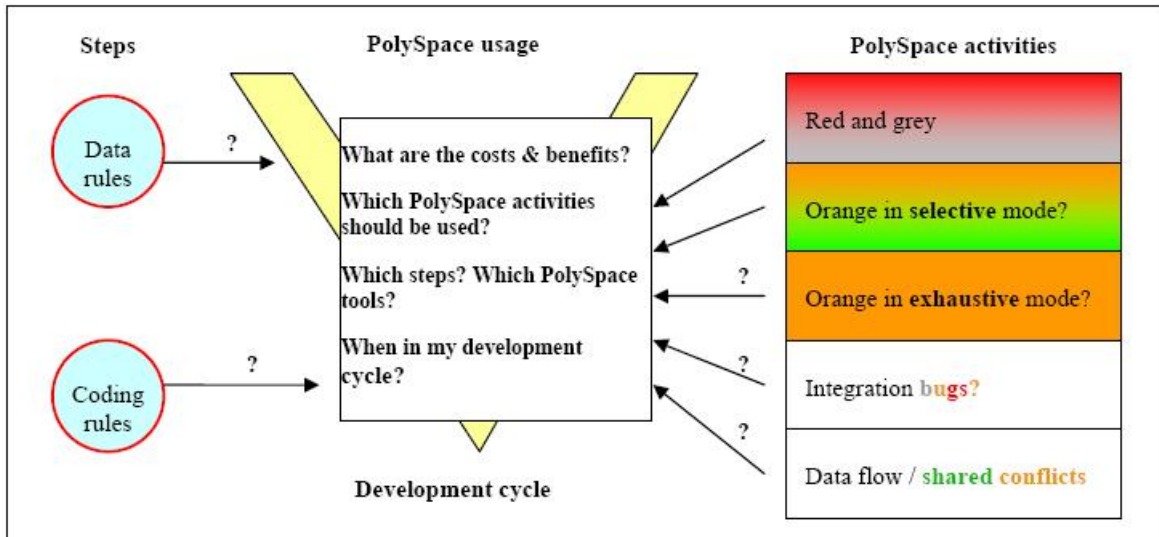 Steps
PolySpace usage
PolySpace activities
Data
rules
?
Coding
rules
?
What are the costs & benefits?
Which PolySpace activities
should be used?
Which steps? Which PolySpace
tools?
When in my development
cycle?
Development cycle
Red and grey
Orange in selective mode?
?
Orange in exhaustive mode?
?
Integration bugs?
?
Data flow / shared conflicts